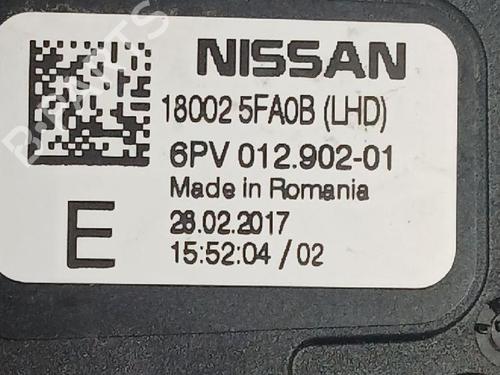 NISSAN
18002 5FA0B (LHD)
6PV 012.902-01
Made in Romania
E
28.02.2017
15:52:04 / 02